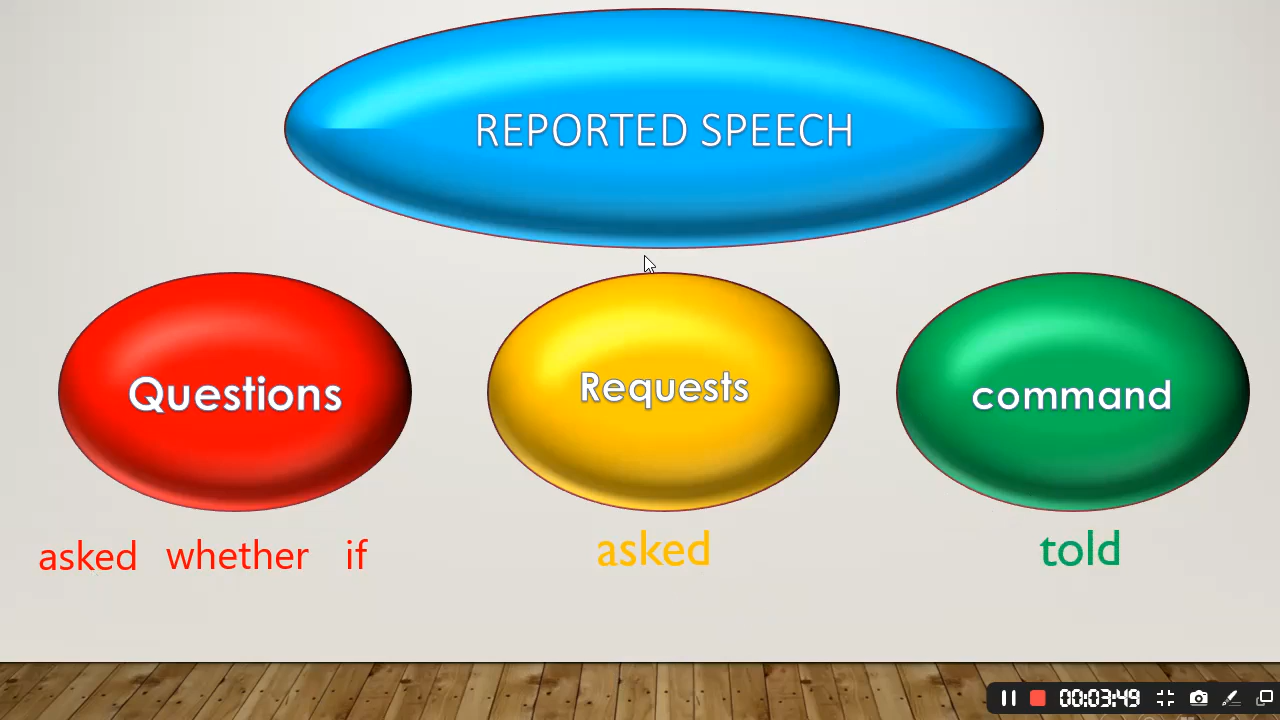 REPORTED SPEECH
Questions
Requests
command
asked whether if
asked
told
00:03:49